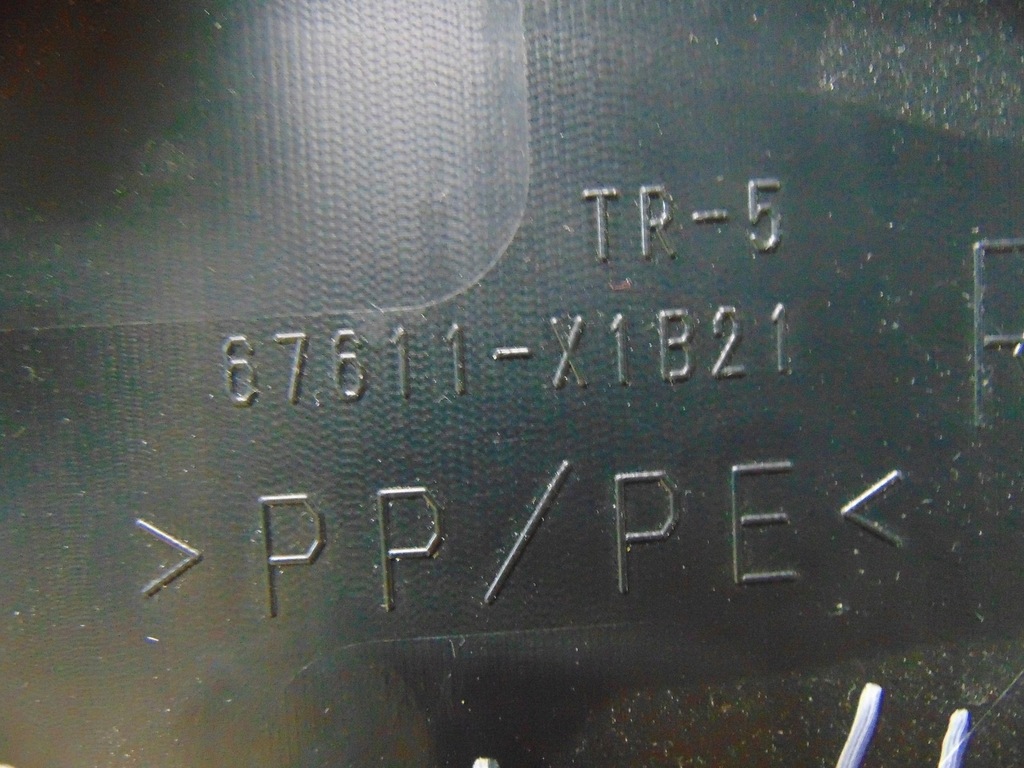 TR-5
67611-X1B21
>PP/PE<
R